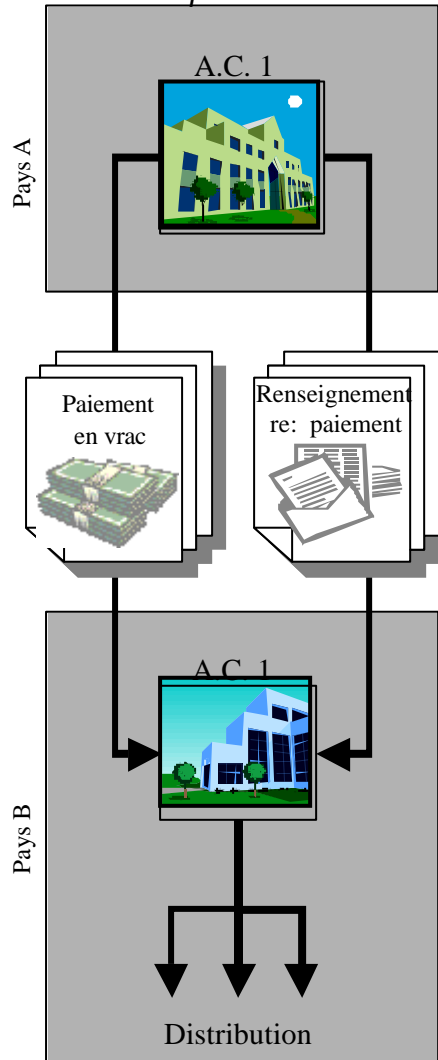 A.C. 1
Pays A
Paiement
en vrac
Renseignement
re: paiement
A.C. 1
Pays B
Distribution